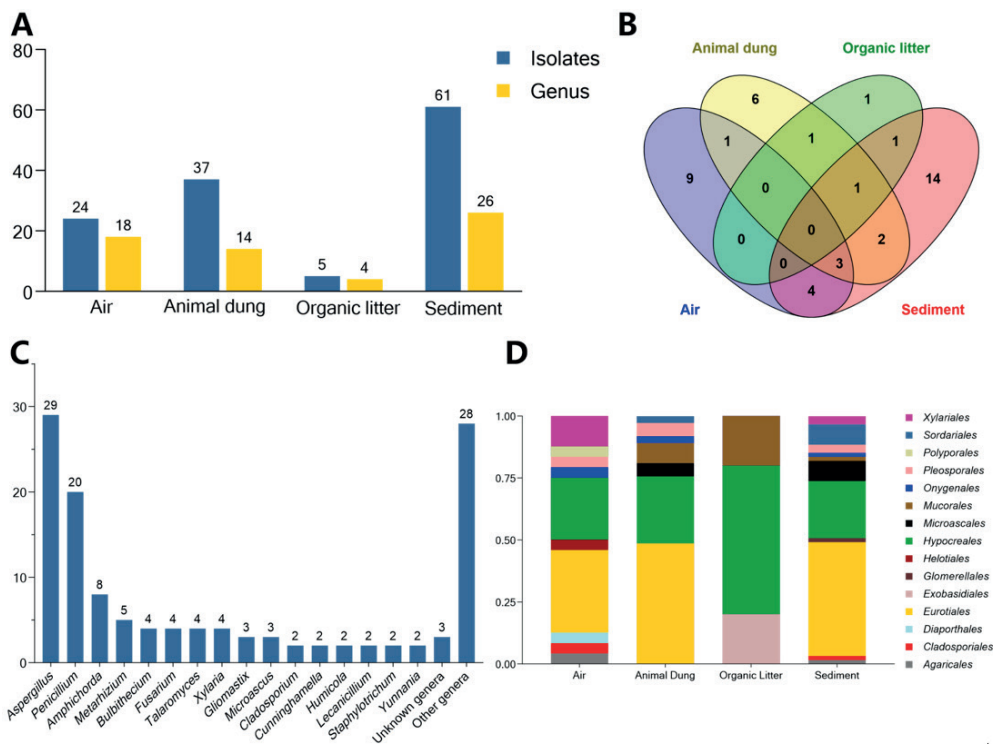 A
80
60
40
20
0
Isolates
Genus
24
18
37
14
5
4
61
26
Air
Animal dung
Organic litter
Sediment
B
Animal dung
Organic litter
6
1
1
1
1
9
14
0
1
0
0
2
0
3
4
Air
Sediment
C
30
20
10
0
29
20
8
5
4
4
4
4
3
3
2
2
2
2
2
2
3
28
Aspergillus
Penicillium
Amphichorda
Metarhizium
Bulbithecium
Fusarium
Talaromyces
Xylaria
Gliomastix
Microascus
Cladosporium
Cunninghamella
Humicola
Lecanicillium
Staphylotrichum
Yunnania
Unknown genera
Other genera
D
1.00
0.75
0.50
0.25
0.00
Air
Animal Dung
Organic Litter
Sediment
Xylariales
Sordariales
Polyporales
Pleosporales
Onygenales
Mucorales
Microascales
Hypocreales
Helotiales
Glomerellales
Exobasidiales
Eurotiales
Diaporthales
Cladosporiales
Agaricales